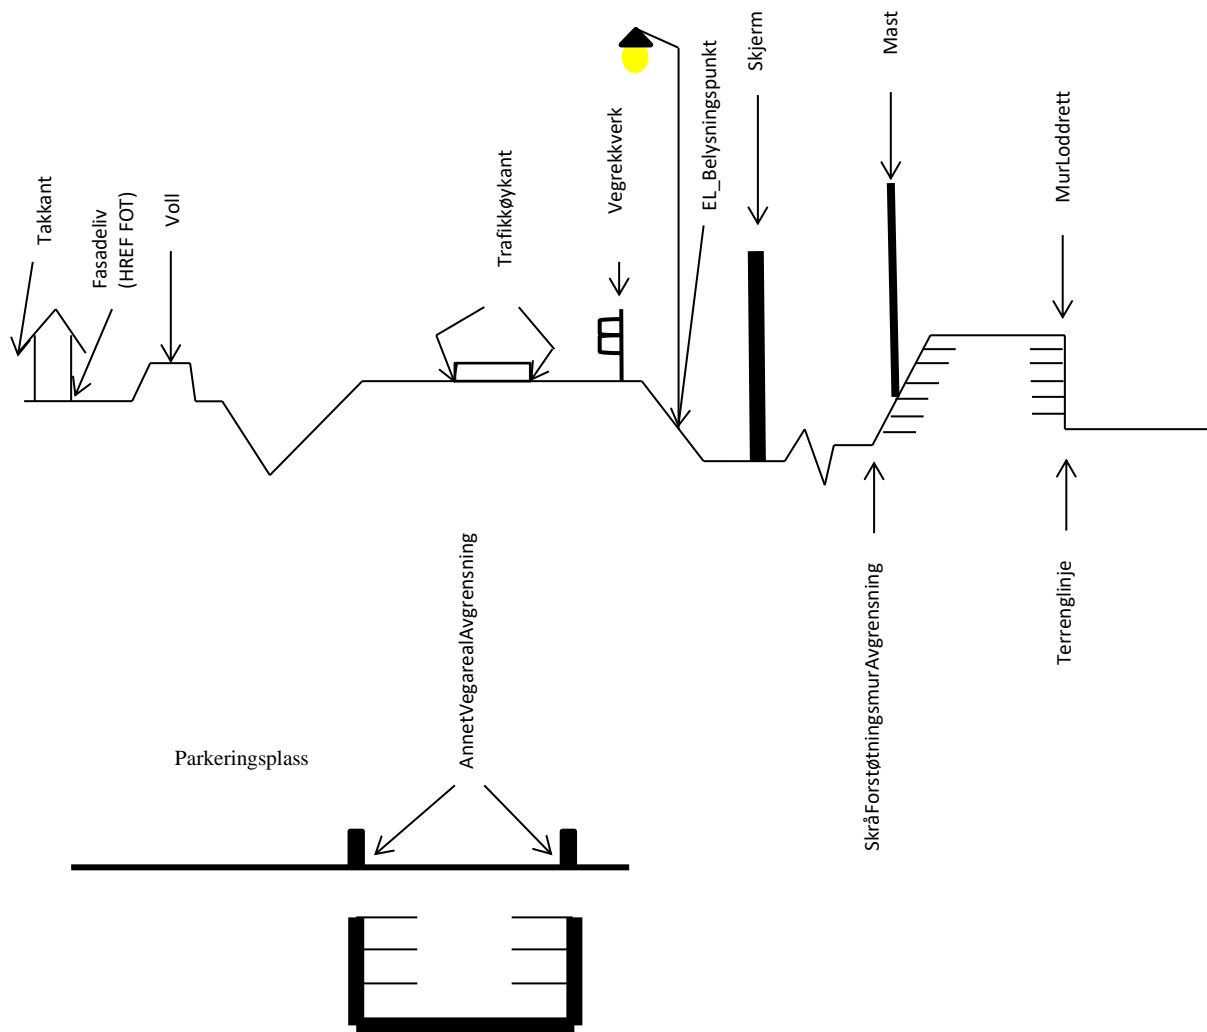 Takkant
Fasadeliv
(HREF FOT)
Voll
Trafikkøykant
Vegrekkverk
EL_Belysningspunkt
Skjerm
Mast
MurLoddrett
AnnetVegarealAvgrensning
SkråForstøtningsmurAvgrensning
Terrenglinje
Parkeringsplass